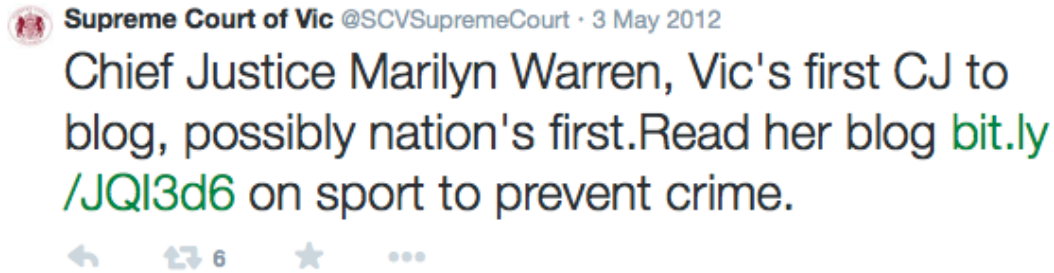 Supreme Court of Vic @SCVSupremeCourt · 3 May 2012
Chief Justice Marilyn Warren, Vic's first CJ to
blog, possibly nation's first.Read her blog bit.ly
/JQl3d6 on sport to prevent crime.
6